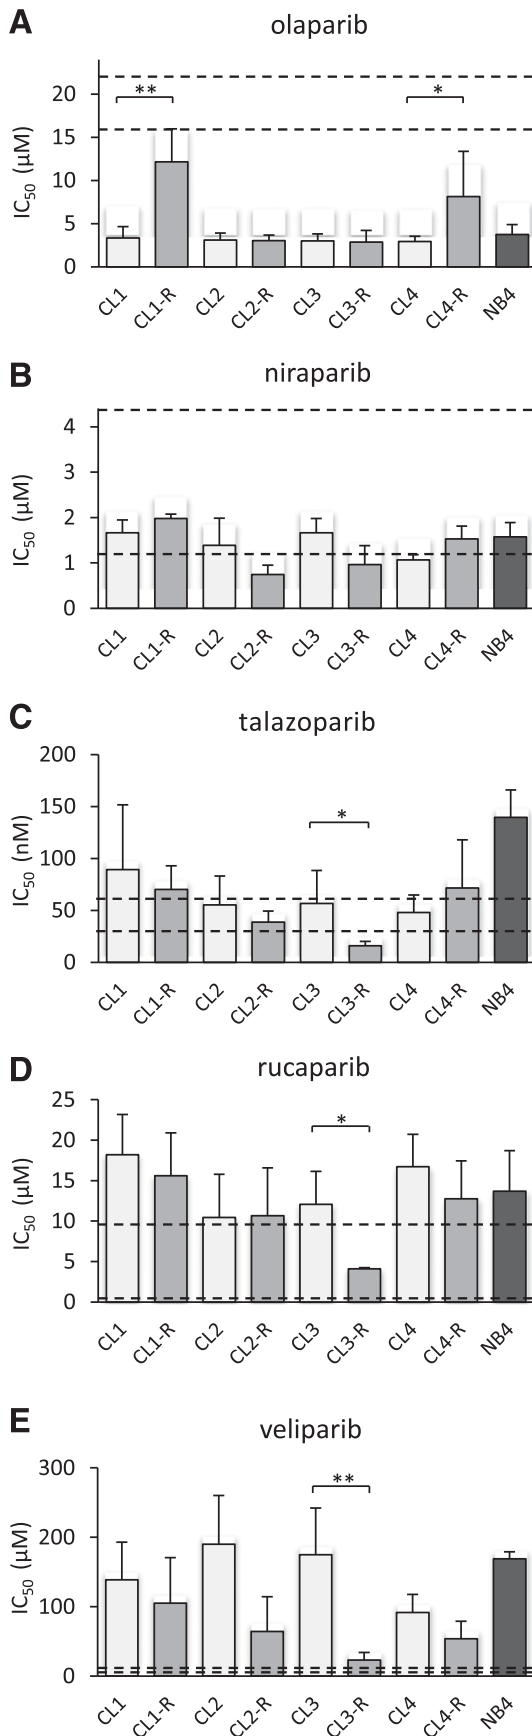 A
olaparib
IC50 (µM)
20
15
10
5
0
**
*
CL1
CL1-R
CL2
CL2-R
CL3
CL3-R
CL4
CL4-R
NB4
B
niraparib
IC50 (µM)
4
3
2
1
0
CL1
CL1-R
CL2
CL2-R
CL3
CL3-R
CL4
CL4-R
NB4
C
talazoparib
IC50 (nM)
200
150
100
50
0
*
CL1
CL1-R
CL2
CL2-R
CL3
CL3-R
CL4
CL4-R
NB4
D
rucaparib
IC50 (µM)
25
20
15
10
5
0
*
CL1
CL1-R
CL2
CL2-R
CL3
CL3-R
CL4
CL4-R
NB4
E
veliparib
IC50 (µM)
300
200
100
0
**
CL1
CL1-R
CL2
CL2-R
CL3
CL3-R
CL4
CL4-R
NB4